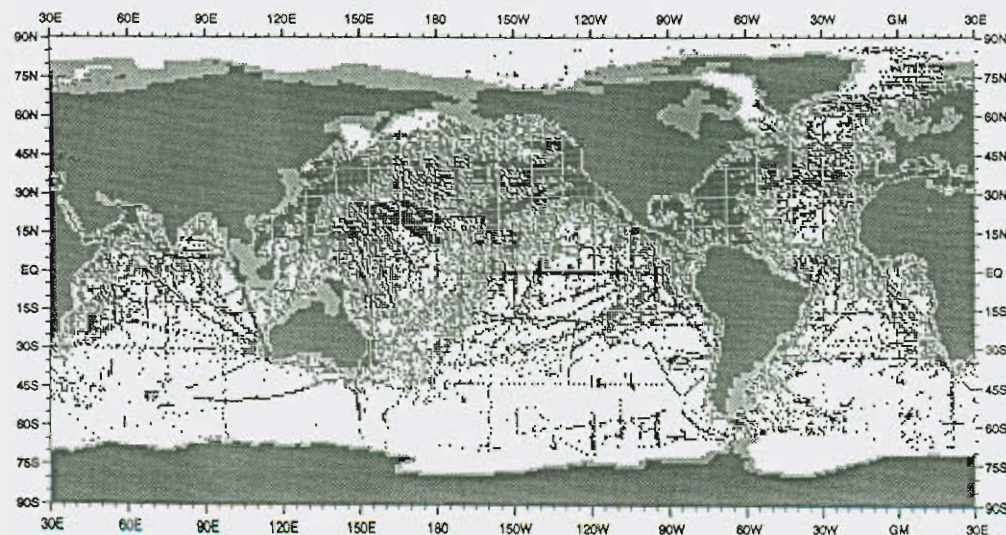 30E 60E 90E 120E 150E 180 150W 120W 90W 60W 30W GM 30E
90N 90N
75N 75N
60N 60N
45N 45N
30N 30N
15N 15N
EQ EQ
15S 15S
30S 30S
45S 45S
60S 60S
75S 75S
90S 90S
30E 60E 90E 120E 150E 180 150W 120W 90W 60W 30W GM 30E